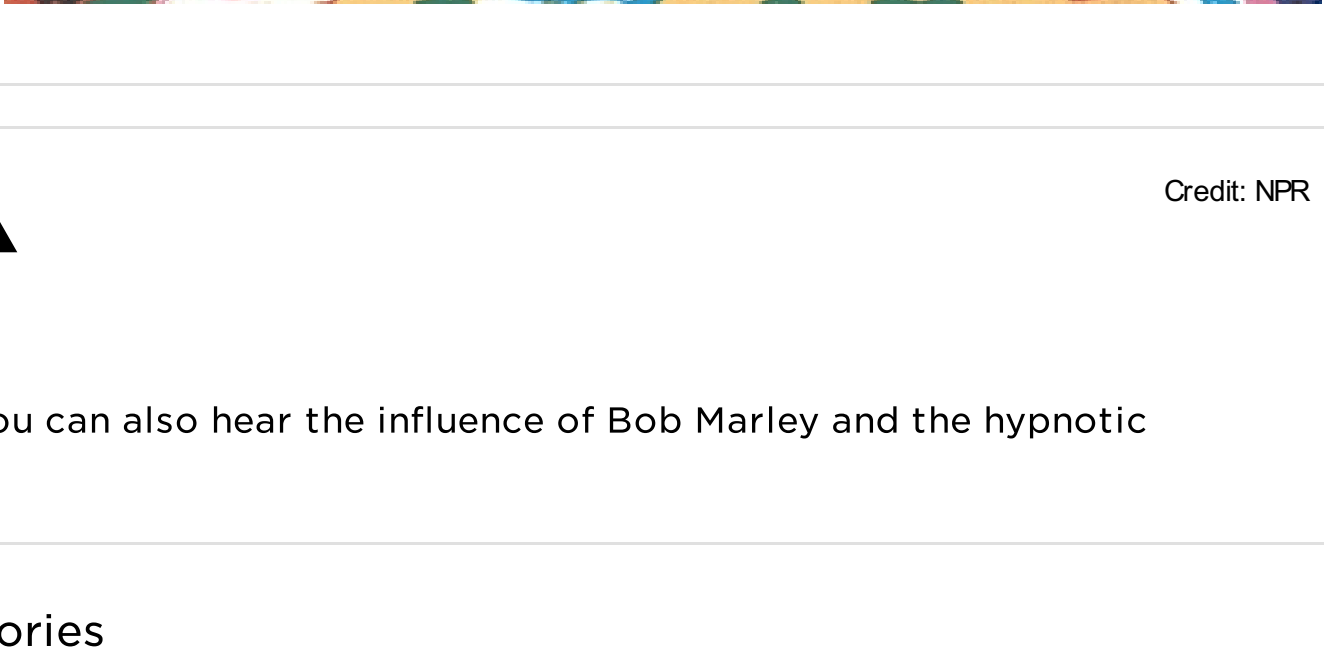 Credit: NPR
ou can also hear the influence of Bob Marley and the hypnotic
ories